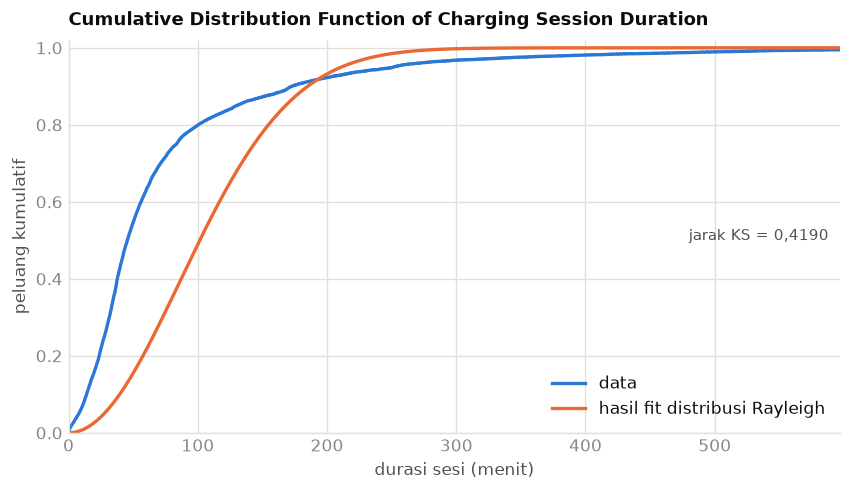 Cumulative Distribution Function of Charging Session Duration
peluang kumulatif
1.0
0.8
0.6
0.4
0.2
0.0
jarak KS = 0,4190
data
hasil fit distribusi Rayleigh
0 100 200 300 400 500
durasi sesi (menit)